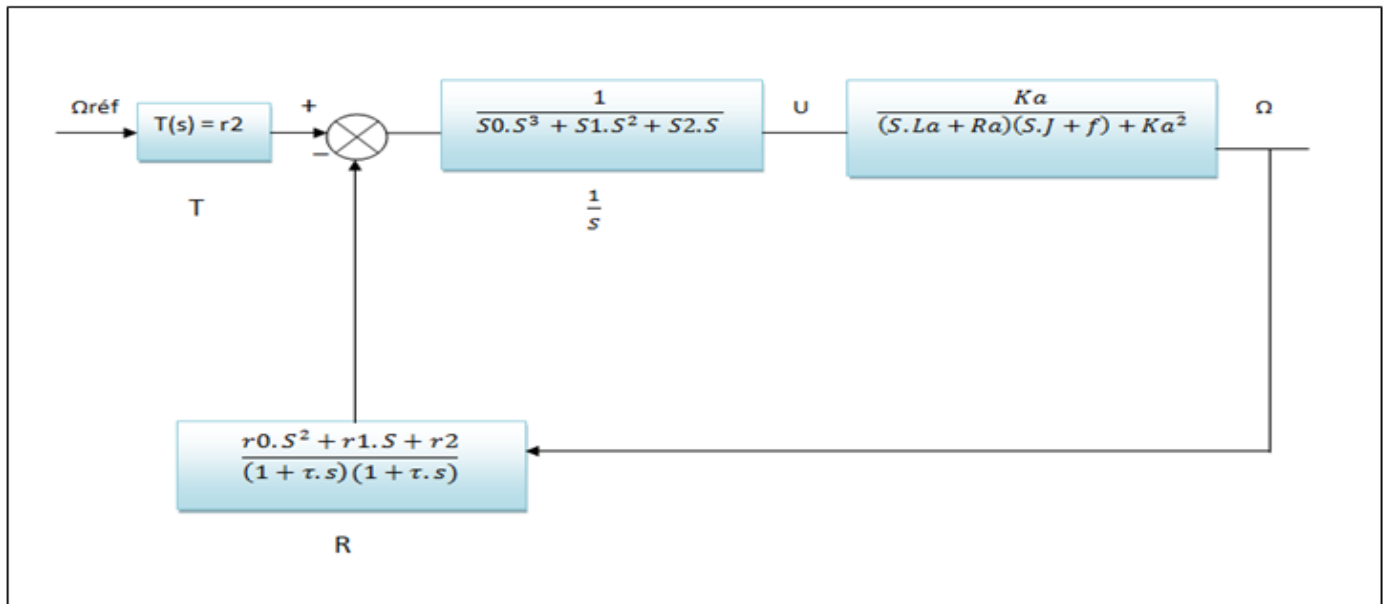 Ωréf
T(s) = r2
T
+
−
1
S0.S³ + S1.S² + S2.S
1
s
U
Ka
(S.La + Ra)(S.J + f) + Ka²
Ω
r0.S² + r1.S + r2
(1 + τ.s)(1 + τ.s)
R